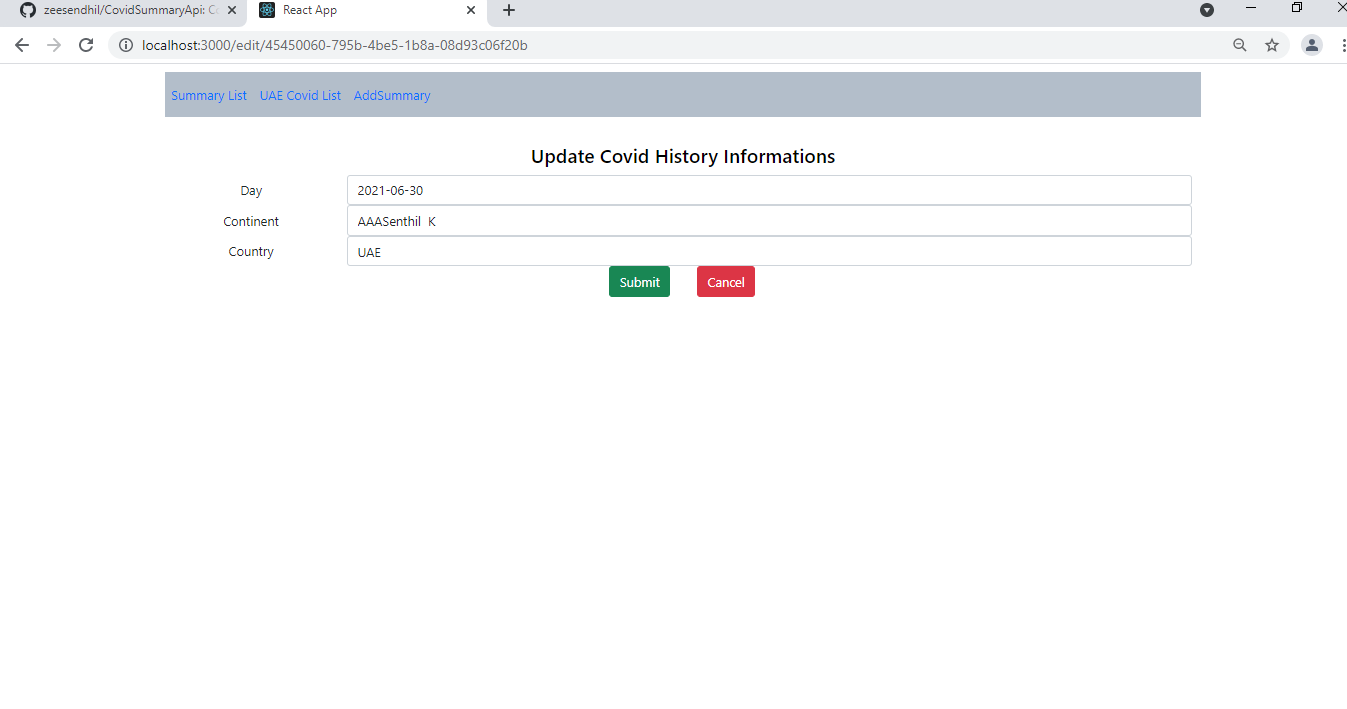 zeesendhil/CovidSummaryApi: Co
React App
localhost:3000/edit/45450060-795b-4be5-1b8a-08d93c06f20b
Summary List UAE Covid List AddSummary
Update Covid History Informations
Day 2021-06-30
Continent AAASenthil  K
Country UAE
Submit Cancel